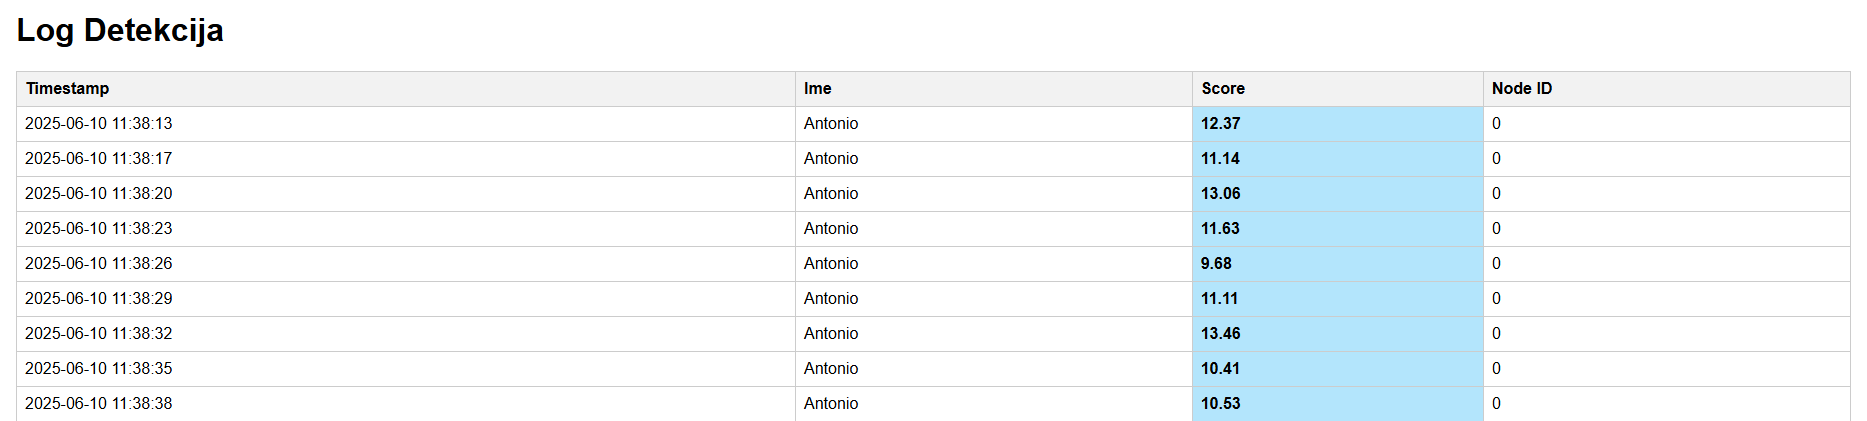 Log Detekcija
Timestamp Ime Score Node ID
2025-06-10 11:38:13 Antonio 12.37 0
2025-06-10 11:38:17 Antonio 11.14 0
2025-06-10 11:38:20 Antonio 13.06 0
2025-06-10 11:38:23 Antonio 11.63 0
2025-06-10 11:38:26 Antonio 9.68 0
2025-06-10 11:38:29 Antonio 11.11 0
2025-06-10 11:38:32 Antonio 13.46 0
2025-06-10 11:38:35 Antonio 10.41 0
2025-06-10 11:38:38 Antonio 10.53 0